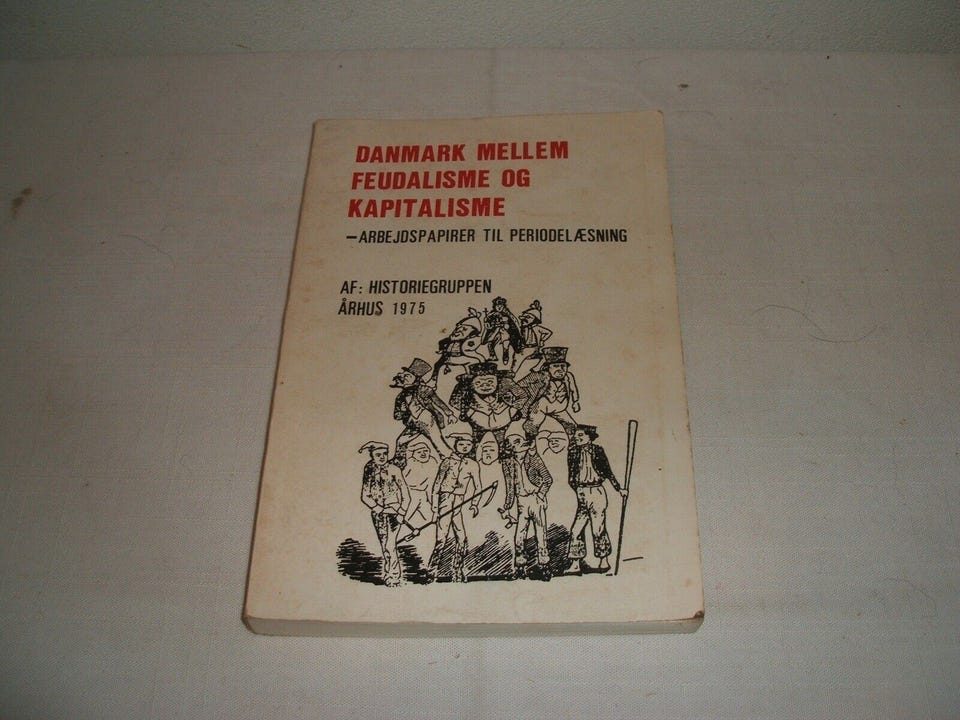 DANMARK MELLEM
FEUDALISME OG
KAPITALISME
–ARBEJDSPAPIRER TIL PERIODELÆSNING
AF: HISTORIEGRUPPEN
ÅRHUS 1975